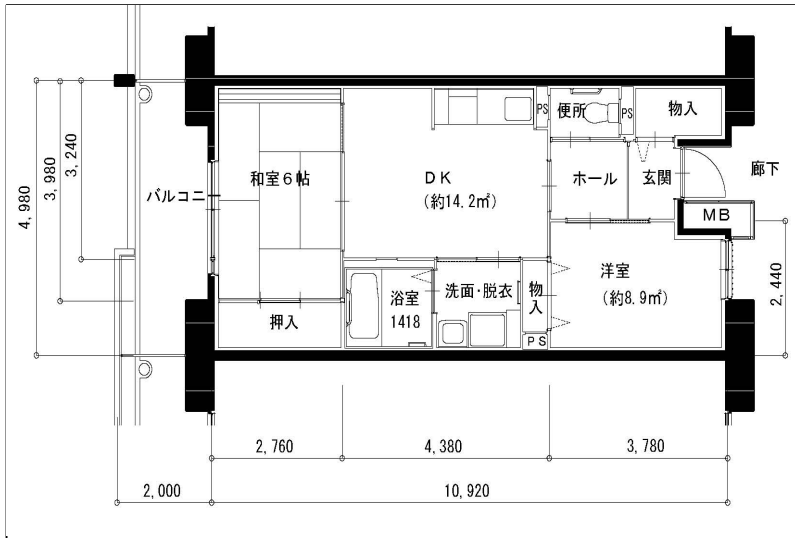 PS
便所
PS
物入
4,980
3,980
3,240
バルコニ
和室6帖
DK
(約14.2㎡)
ホール
玄関
廊下
MB
洋室
(約8.9㎡)
2,440
浴室
1418
洗面・脱衣
物入
押入
PS
2,760
4,380
3,780
2,000
10,920